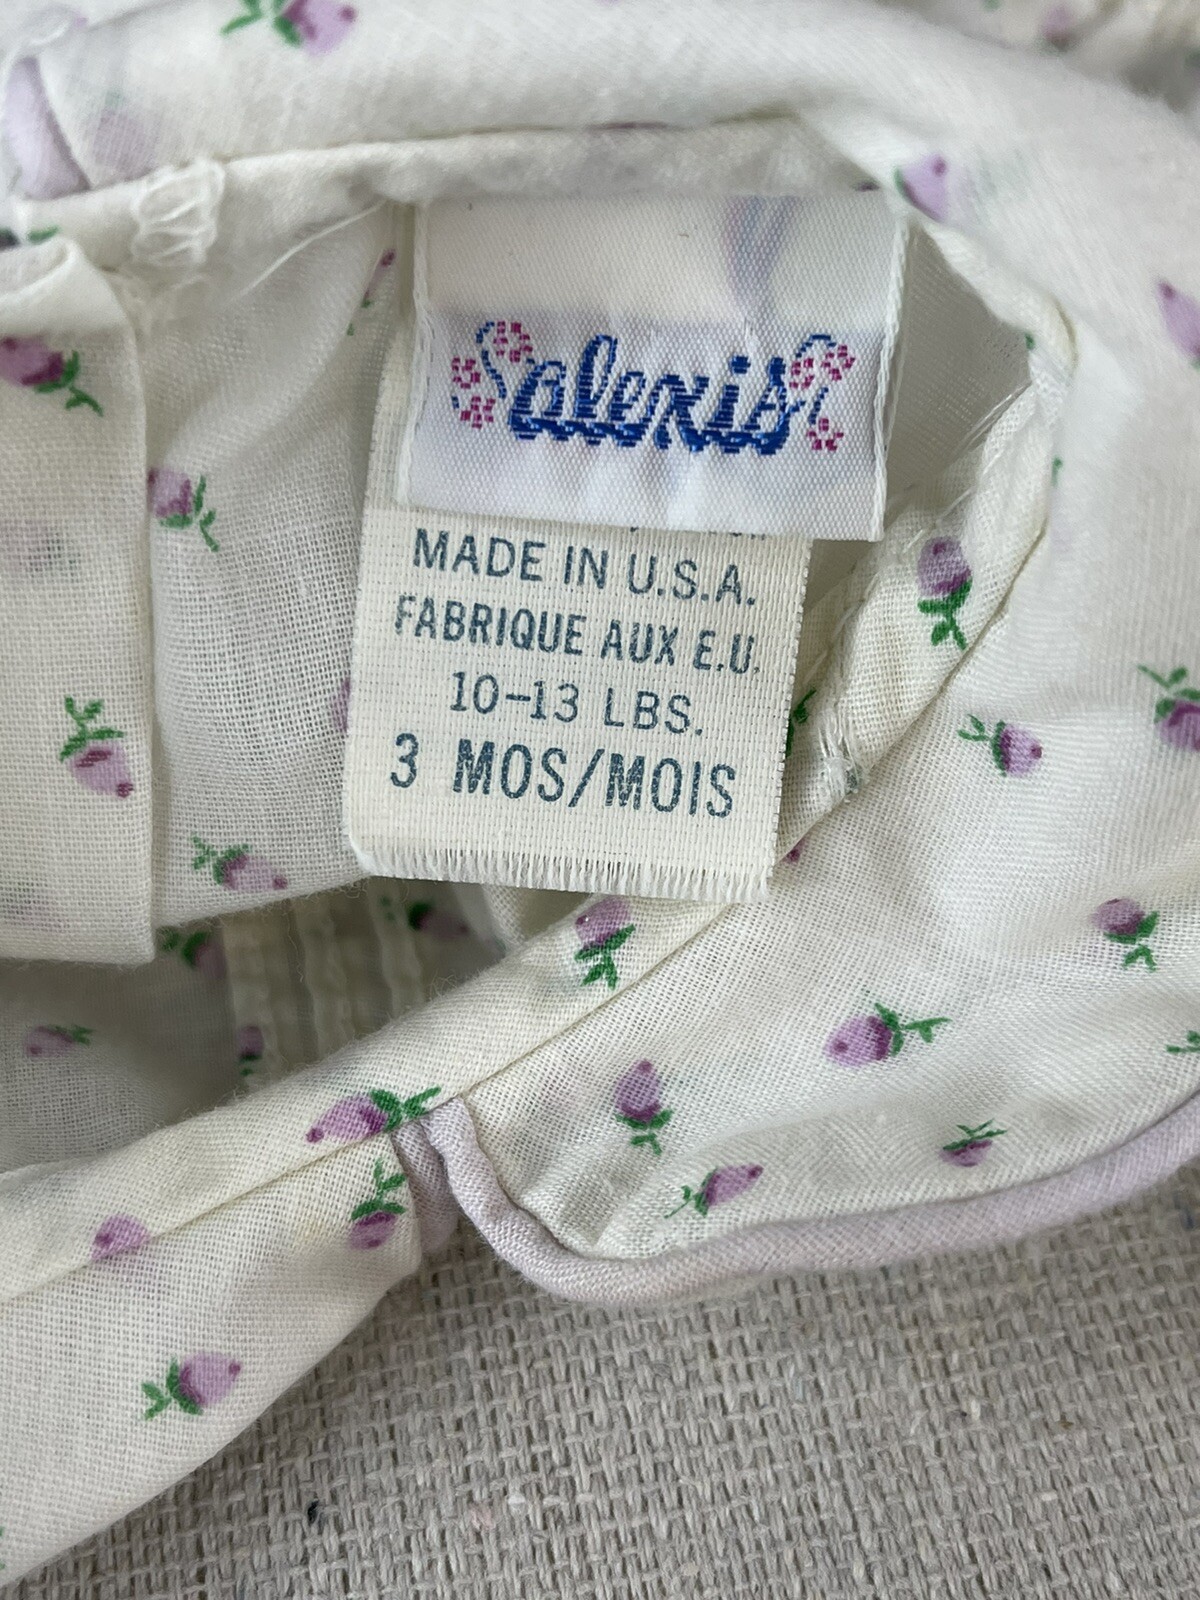 alexis
MADE IN U.S.A.
FABRIQUE AUX E.U.
10-13 LBS.
3 MOS/MOIS